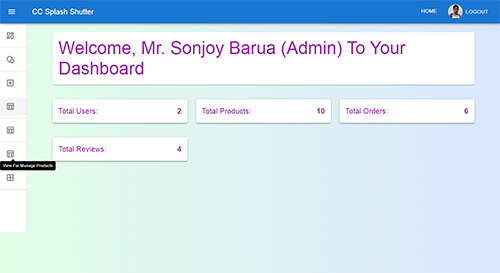 CC Splash Shutter
HOME
LOGOUT
Welcome, Mr. Sonjoy Barua (Admin) To Your
Dashboard
Total Users: 2
Total Products: 10
Total Orders: 6
Total Reviews: 4
View For Manage Products